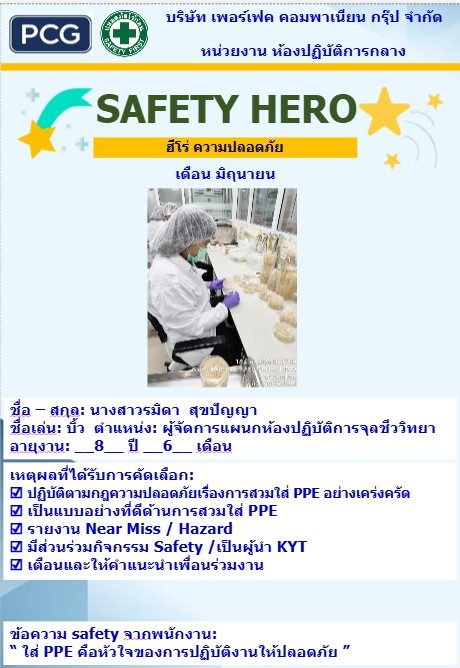 PCG
ปลอดภัยไว้ก่อน
SAFETY FIRST
บริษัท เพอร์เฟค คอมพาเนียน กรุ๊ป จำกัด
หน่วยงาน ห้องปฏิบัติการกลาง
SAFETY HERO
ฮีโร่ ความปลอดภัย
เดือน มิถุนายน
ชื่อ – สกุล: นางสาวรมิดา สุขปัญญา
ชื่อเล่น: บิ๋ว ตำแหน่ง: ผู้จัดการแผนกห้องปฏิบัติการจุลชีววิทยา
อายุงาน: __8__ ปี __6__ เดือน
เหตุผลที่ได้รับการคัดเลือก:
☑ ปฏิบัติตามกฎความปลอดภัยเรื่องการสวมใส่ PPE อย่างเคร่งครัด
☑ เป็นแบบอย่างที่ดีด้านการสวมใส่ PPE
☑ รายงาน Near Miss / Hazard
☑ มีส่วนร่วมกิจกรรม Safety /เป็นผู้นำ KYT
☑ เตือนและให้คำแนะนำเพื่อนร่วมงาน
ข้อความ safety จากพนักงาน:
“ ใส่ PPE คือหัวใจของการปฏิบัติงานให้ปลอดภัย ”